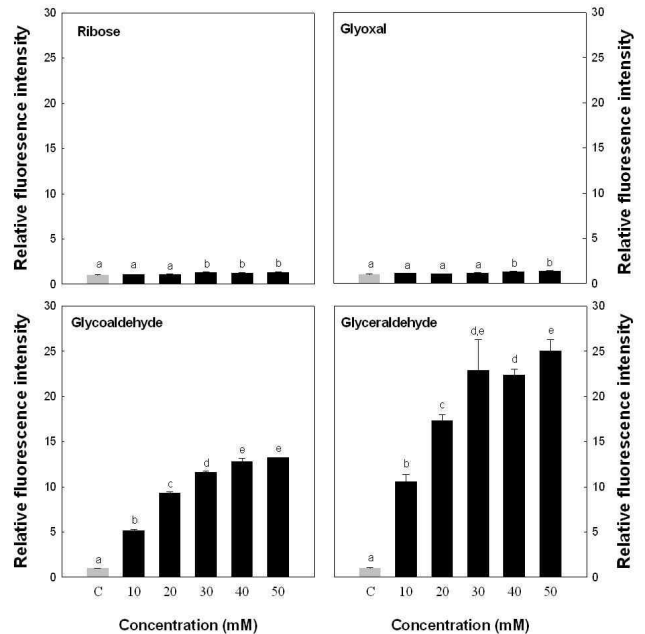 Ribose
Relative fluoresence intensity
30
25
20
15
10
5
0
a a a b b b
Glyoxal
Relative fluoresence intensity
30
25
20
15
10
5
0
a a a a b b
Glycoaldehyde
Relative fluorescence intensity
30
25
20
15
10
5
0
a b c d e e
C 10 20 30 40 50
Concentration (mM)
Glyceraldehyde
Relative fluorescence intensity
30
25
20
15
10
5
0
a b c d,e d e
C 10 20 30 40 50
Concentration (mM)